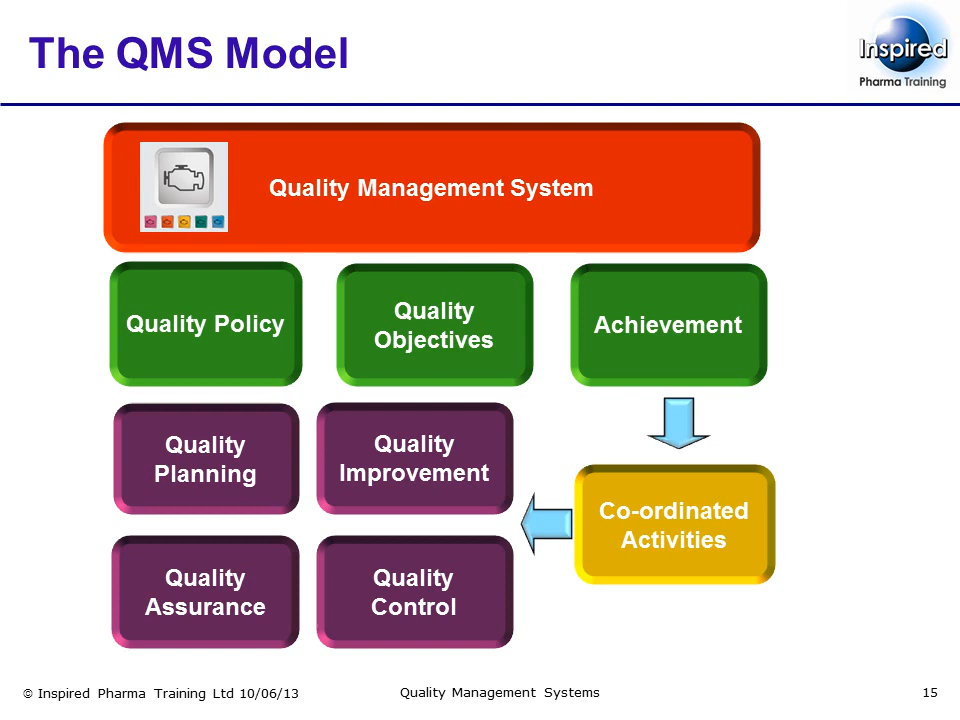 The QMS Model
Inspired
Pharma Training
Quality Management System
Quality Policy
Quality
Objectives
Achievement
Quality
Planning
Quality
Improvement
Co-ordinated
Activities
Quality
Assurance
Quality
Control
© Inspired Pharma Training Ltd 10/06/13
Quality Management Systems
15